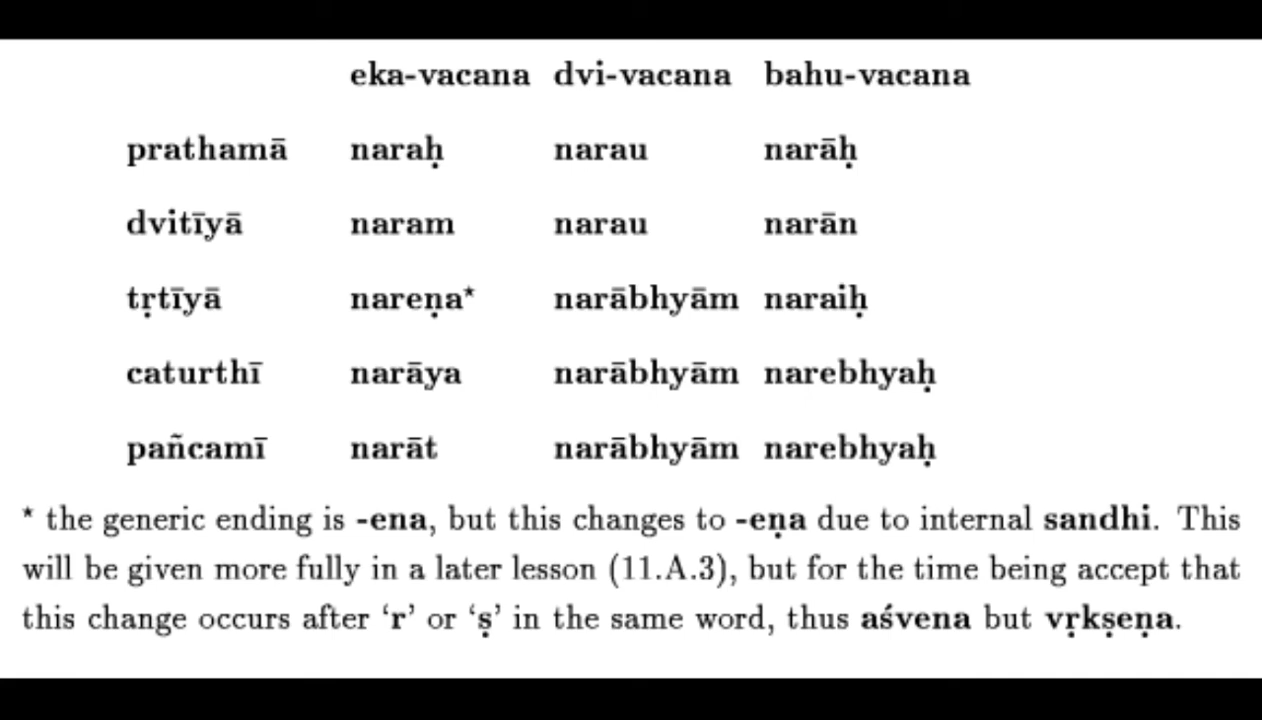 eka-vacana dvi-vacana bahu-vacana
prathamā naraḥ narau narāḥ
dvitīyā naram narau narān
tṛtīyā nareṇa* narābhyām naraiḥ
caturthī narāya narābhyām narebhyaḥ
pañcamī narāt narābhyām narebhyaḥ
* the generic ending is -ena, but this changes to -eṇa due to internal sandhi. This
will be given more fully in a later lesson (11.A.3), but for the time being accept that
this change occurs after ‘r’ or ‘ṣ’ in the same word, thus aśvena but vṛkṣeṇa.